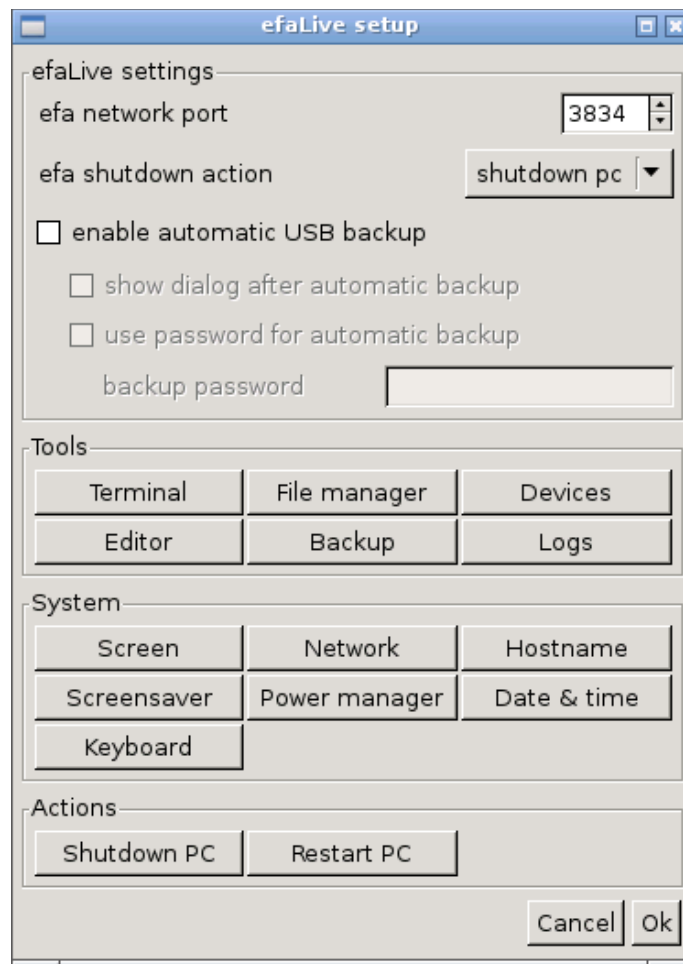 efaLive setup
efaLive settings
efa network port 3834
efa shutdown action shutdown pc
enable automatic USB backup
show dialog after automatic backup
use password for automatic backup
backup password
Tools
Terminal File manager Devices
Editor Backup Logs
System
Screen Network Hostname
Screensaver Power manager Date & time
Keyboard
Actions
Shutdown PC Restart PC
Cancel Ok